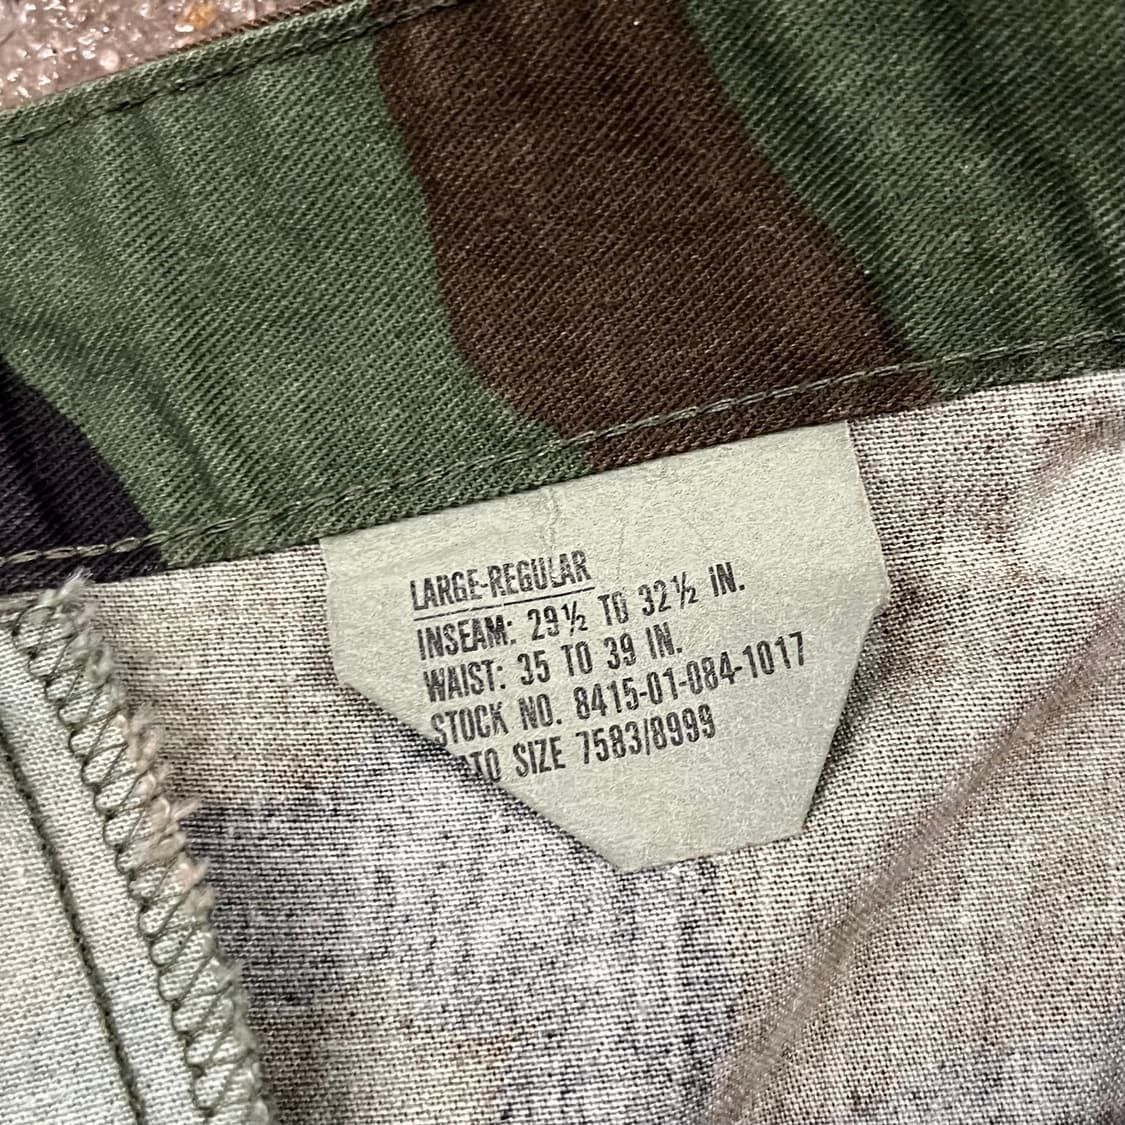 LARGE-REGULAR
INSEAM: 29½ TO 32½ IN.
WAIST: 35 TO 39 IN.
STOCK NO. 8415-01-084-1017
SIZE 7583/8999